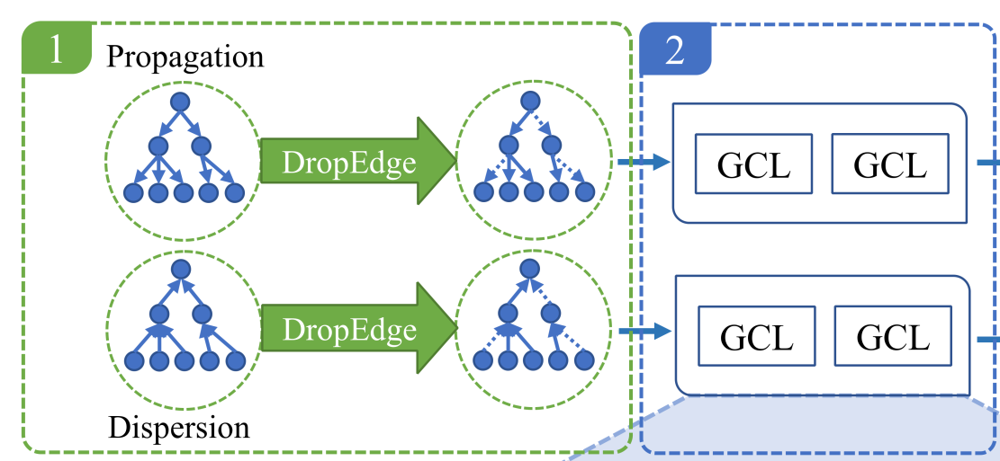 1
Propagation
DropEdge
DropEdge
Dispersion
2
GCL GCL
GCL GCL